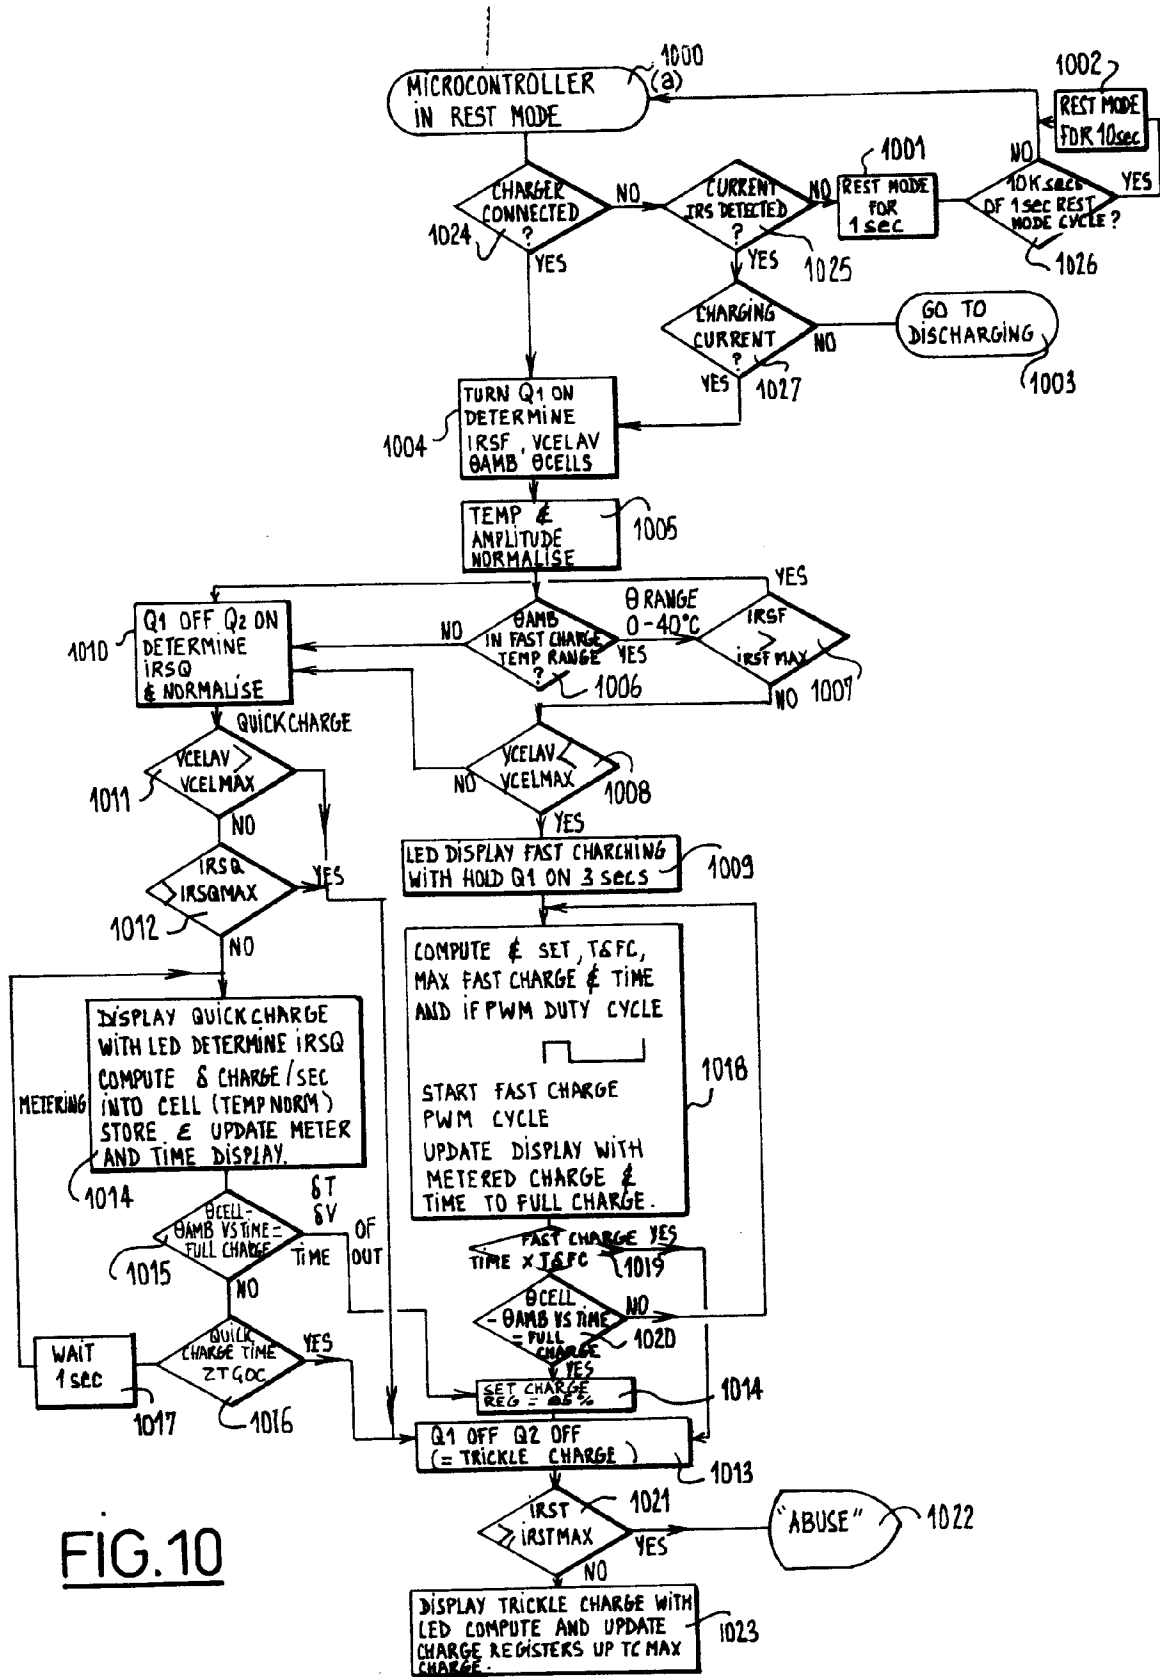 1000
(a)
MICROCONTROLLER
IN REST MODE
1002
REST MODE
FOR 10sec
NO
YES
CHARGER
CONNECTED
?
1024
NO
YES
CURRENT
IRS DETECTED
?
1025
NO
YES
1001
REST MODE
FOR
1 sec
10K secs
OF 1 sec REST
MODE CYCLE ?
1026
CHARGING
CURRENT
?
1027
NO
YES
GO TO
DISCHARGING
1003
TURN Q1 ON
DETERMINE
IRSF, VCELAV
θAMB θCELLS
1004
TEMP &
AMPLITUDE
NORMALISE
1005
YES
Q1 OFF Q2 ON
DETERMINE
IRSQ
& NORMALISE
1010
NO
θAMB
IN FAST CHARGE
TEMP RANGE
?
1006
θ RANGE
0-40°C
YES
IRSF
>
IRSF MAX
1007
NO
QUICK CHARGE
VCELAV >
VCELMAX
1011
NO
VCELAV <
VCELMAX
1008
NO
YES
IRSQ
> IRSQMAX
1012
YES
NO
LED DISPLAY FAST CHARCHING
WITH HOLD Q1 ON 3 secs
1009
COMPUTE & SET, TδFC,
MAX FAST CHARGE & TIME
AND IF PWM DUTY CYCLE
START FAST CHARGE
PWM CYCLE
UPDATE DISPLAY WITH
METERED CHARGE &
TIME TO FULL CHARGE.
1018
DISPLAY QUICK CHARGE
WITH LED DETERMINE IRSQ
COMPUTE δ CHARGE/SEC
INTO CELL (TEMP NORM)
STORE & UPDATE METER
AND TIME DISPLAY.
METERING
1014
θCELL-
θAMB VS TIME =
FULL CHARGE
1015
δT
δV OF
TIME OUT
NO
FAST CHARGE YES
TIME x TδFC
1019
θCELL
- θAMB VS TIME
= FULL
CHARGE
1020
NO
YES
WAIT
1 sec
1017
QUICK
CHARGE TIME
1016
YES
SET CHARGE
1014
Q1 OFF Q2 OFF
(= TRICKLE CHARGE )
1013
IRST
> IRSTMAX
1021
YES
NO
"ABUSE"
1022
DISPLAY TRICKLE CHARGE WITH
LED COMPUTE AND UPDATE
CHARGE REGISTERS UP TC MAX
CHARGE.
1023
FIG.10